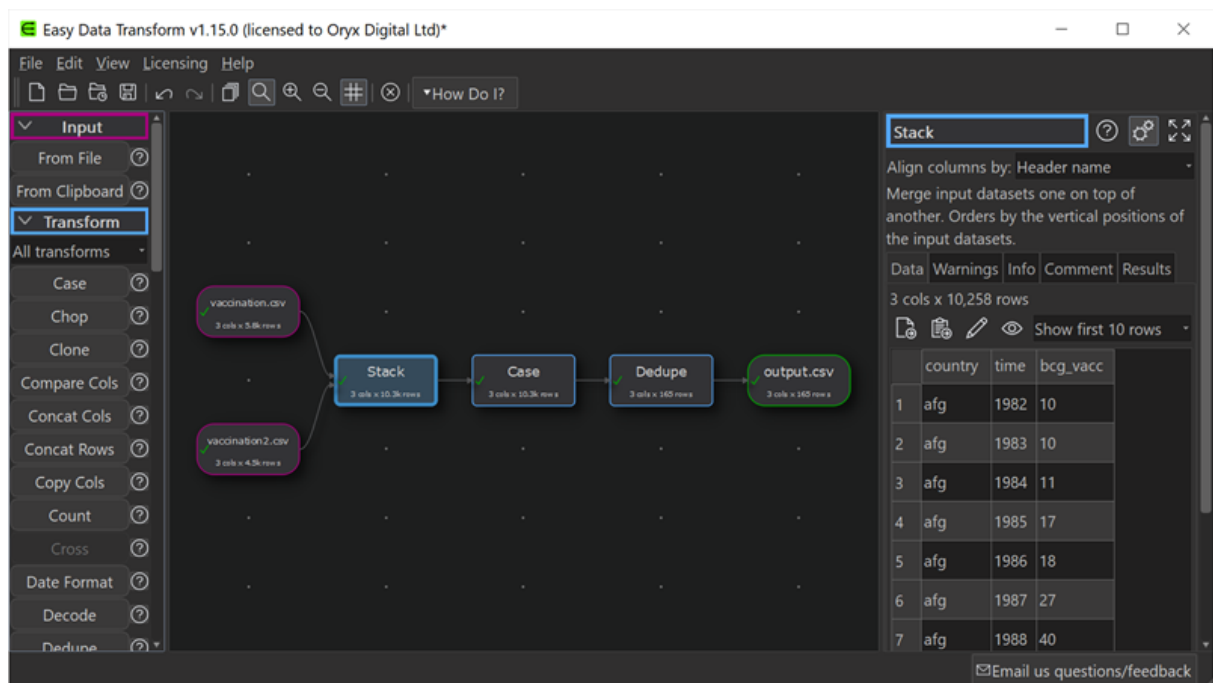 Easy Data Transform v1.15.0 (licensed to Oryx Digital Ltd)*
File Edit View Licensing Help
How Do I?
Input
From File
From Clipboard
Transform
All transforms
Case
Chop
Clone
Compare Cols
Concat Cols
Concat Rows
Copy Cols
Count
Cross
Date Format
Decode
Dedupe
vaccination.csv
3 cols x 5.8k rows
vaccination2.csv
3 cols x 4.5k rows
Stack
3 cols x 10.3k rows
Case
3 cols x 10.3k rows
Dedupe
3 cols x 165 rows
output.csv
3 cols x 165 rows
Stack
Align columns by: Header name
Merge input datasets one on top of
another. Orders by the vertical positions of
the input datasets.
Data Warnings Info Comment Results
3 cols x 10,258 rows
Show first 10 rows
country time bcg_vacc
1 afg 1982 10
2 afg 1983 10
3 afg 1984 11
4 afg 1985 17
5 afg 1986 18
6 afg 1987 27
7 afg 1988 40
Email us questions/feedback